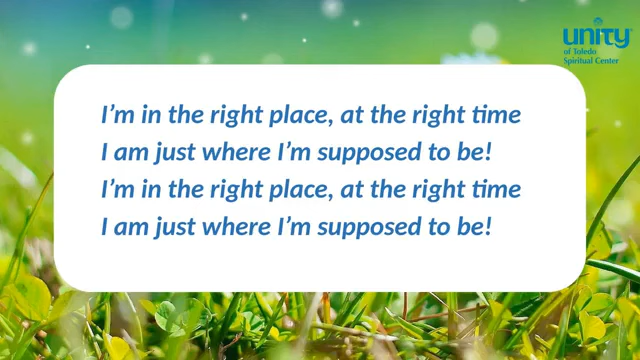 unity
of Toledo
Spiritual Center
I’m in the right place, at the right time
I am just where I’m supposed to be!
I’m in the right place, at the right time
I am just where I’m supposed to be!